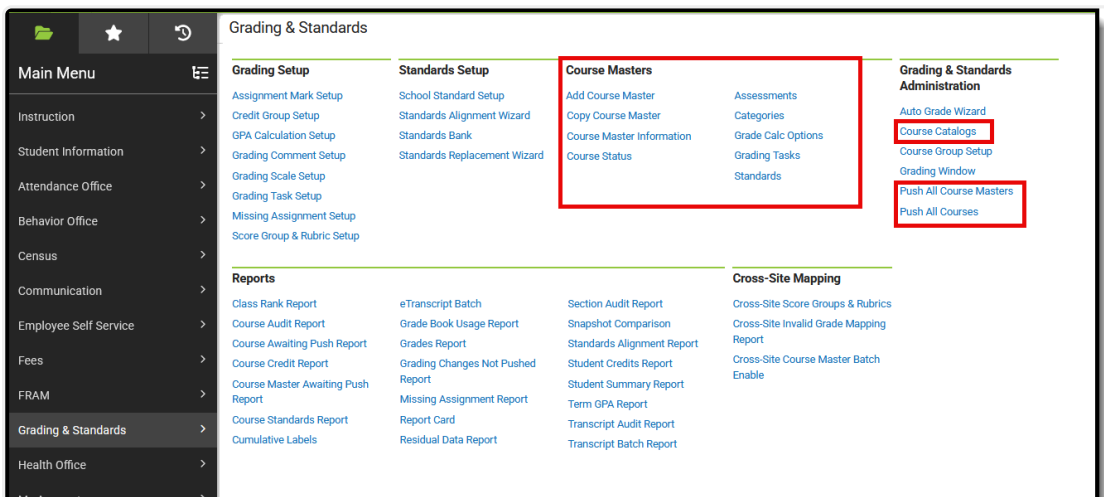 Grading & Standards
Main Menu
Instruction
Student Information
Attendance Office
Behavior Office
Census
Communication
Employee Self Service
Fees
FRAM
Grading & Standards
Health Office
Grading Setup
Assignment Mark Setup
Credit Group Setup
GPA Calculation Setup
Grading Comment Setup
Grading Scale Setup
Grading Task Setup
Missing Assignment Setup
Score Group & Rubric Setup
Standards Setup
School Standard Setup
Standards Alignment Wizard
Standards Bank
Standards Replacement Wizard
Course Masters
Add Course Master
Copy Course Master
Course Master Information
Course Status
Assessments
Categories
Grade Calc Options
Grading Tasks
Standards
Grading & Standards
Administration
Auto Grade Wizard
Course Catalogs
Course Group Setup
Grading Window
Push All Course Masters
Push All Courses
Reports
Class Rank Report
Course Audit Report
Course Awaiting Push Report
Course Credit Report
Course Master Awaiting Push
Report
Course Standards Report
Cumulative Labels
eTranscript Batch
Grade Book Usage Report
Grades Report
Grading Changes Not Pushed
Report
Missing Assignment Report
Report Card
Residual Data Report
Section Audit Report
Snapshot Comparison
Standards Alignment Report
Student Credits Report
Student Summary Report
Term GPA Report
Transcript Audit Report
Transcript Batch Report
Cross-Site Mapping
Cross-Site Score Groups & Rubrics
Cross-Site Invalid Grade Mapping
Report
Cross-Site Course Master Batch
Enable